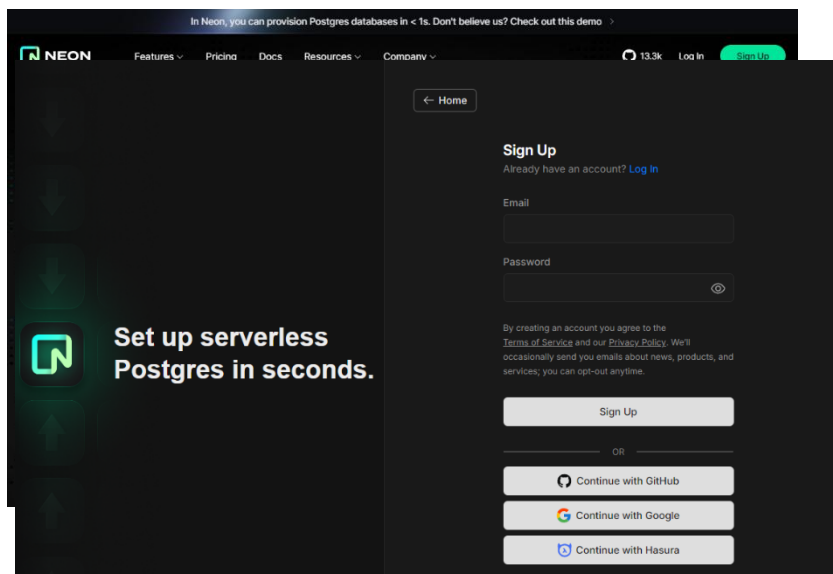 In Neon, you can provision Postgres databases in < 1s. Don't believe us? Check out this demo
NEON Features Pricing Docs Resources Company 13.3k Log In Sign Up
← Home
Sign Up
Already have an account? Log In
Email
Password
Set up serverless
Postgres in seconds.
By creating an account you agree to the
Terms of Service and our Privacy Policy. We'll
occasionally send you emails about news, products, and
services; you can opt-out anytime.
Sign Up
OR
Continue with GitHub
Continue with Google
Continue with Hasura